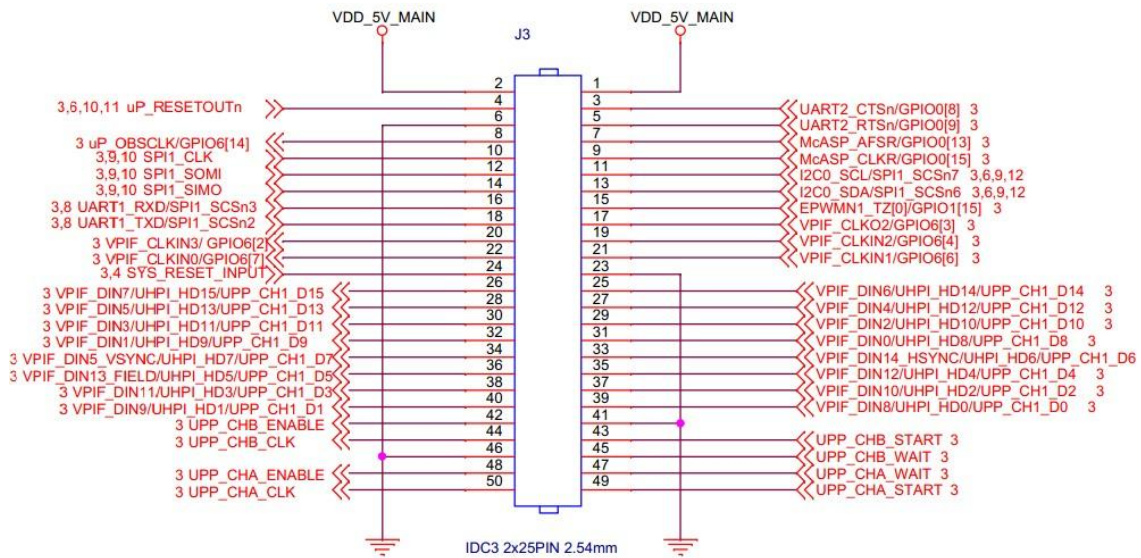 VDD_5V_MAIN VDD_5V_MAIN
J3
2 1
3,6,10,11 uP_RESETOUTn 4 3 UART2_CTSn/GPIO0[8] 3
6 5 UART2_RTSn/GPIO0[9] 3
3 uP_OBSCLK/GPIO6[14] 8 7 McASP_AFSR/GPIO0[13] 3
3,9,10 SPI1_CLK 10 9 McASP_CLKR/GPIO0[15] 3
3,9,10 SPI1_SOMI 12 11 I2C0_SCL/SPI1_SCSn7 3,6,9,12
3,9,10 SPI1_SIMO 14 13 I2C0_SDA/SPI1_SCSn6 3,6,9,12
3,8 UART1_RXD/SPI1_SCSn3 16 15 EPWMN1_TZ[0]/GPIO1[15] 3
3,8 UART1_TXD/SPI1_SCSn2 18 17 VPIF_CLKO2/GPIO6[3] 3
3 VPIF_CLKIN3/ GPIO6[2] 20 19 VPIF_CLKIN2/GPIO6[4] 3
3 VPIF_CLKIN0/GPIO6[7] 22 21 VPIF_CLKIN1/GPIO6[6] 3
3,4 SYS_RESET_INPUT 24 23
3 VPIF_DIN7/UHPI_HD15/UPP_CH1_D15 26 25 VPIF_DIN6/UHPI_HD14/UPP_CH1_D14 3
3 VPIF_DIN5/UHPI_HD13/UPP_CH1_D13 28 27 VPIF_DIN4/UHPI_HD12/UPP_CH1_D12 3
3 VPIF_DIN3/UHPI_HD11/UPP_CH1_D11 30 29 VPIF_DIN2/UHPI_HD10/UPP_CH1_D10 3
3 VPIF_DIN1/UHPI_HD9/UPP_CH1_D9 32 31 VPIF_DIN0/UHPI_HD8/UPP_CH1_D8 3
3 VPIF_DIN5_VSYNC/UHPI_HD7/UPP_CH1_D7 34 33 VPIF_DIN14_HSYNC/UHPI_HD6/UPP_CH1_D6
3 VPIF_DIN13_FIELD/UHPI_HD5/UPP_CH1_D5 36 35 VPIF_DIN12/UHPI_HD4/UPP_CH1_D4 3
3 VPIF_DIN11/UHPI_HD3/UPP_CH1_D3 38 37 VPIF_DIN10/UHPI_HD2/UPP_CH1_D2 3
3 VPIF_DIN9/UHPI_HD1/UPP_CH1_D1 40 39 VPIF_DIN8/UHPI_HD0/UPP_CH1_D0 3
3 UPP_CHB_ENABLE 42 41
3 UPP_CHB_CLK 44 43 UPP_CHB_START 3
46 45 UPP_CHB_WAIT 3
3 UPP_CHA_ENABLE 48 47 UPP_CHA_WAIT 3
3 UPP_CHA_CLK 50 49 UPP_CHA_START 3
IDC3 2x25PIN 2.54mm